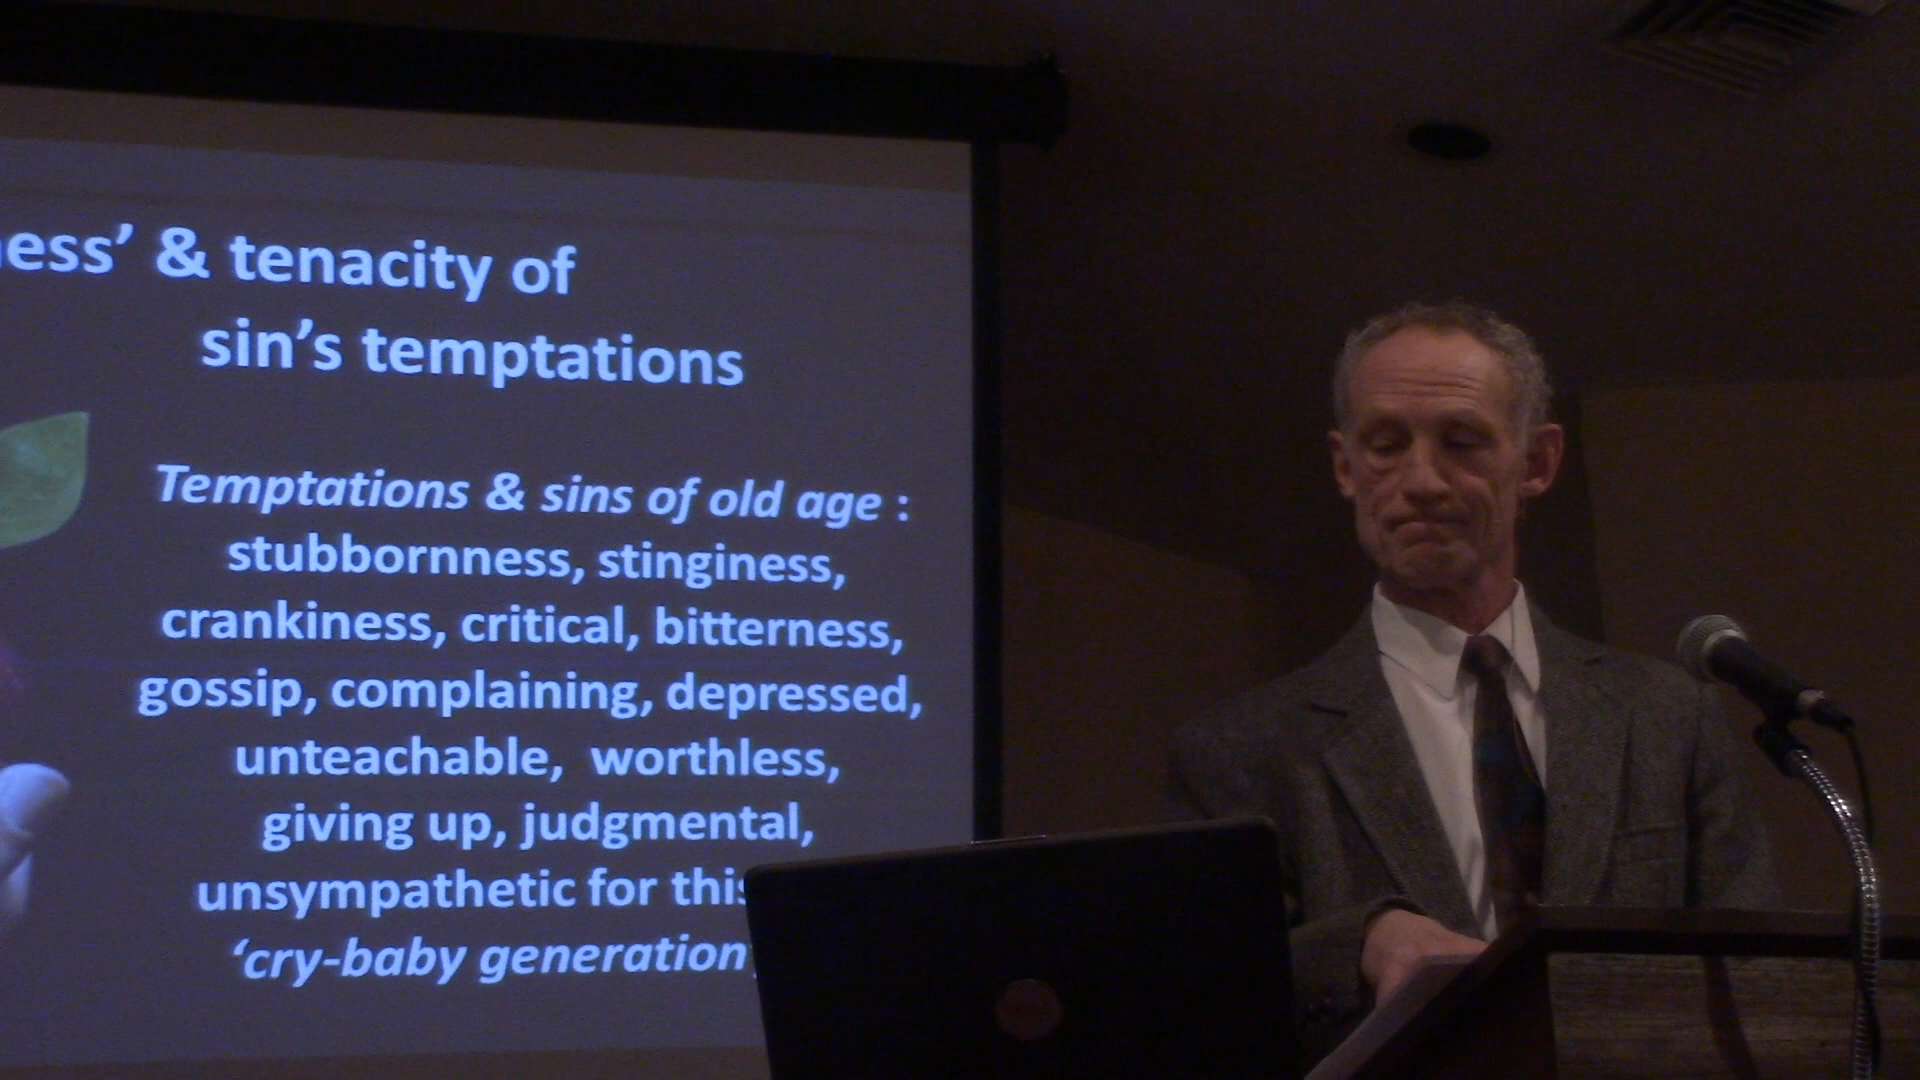 & tenacity of
sin's temptations
Temptations & sins of old age :
stubbornness, stinginess,
crankiness, critical, bitterness,
gossip, complaining, depressed,
unteachable, worthless,
giving up, judgmental,
unsympathetic for this
'cry-baby generation'